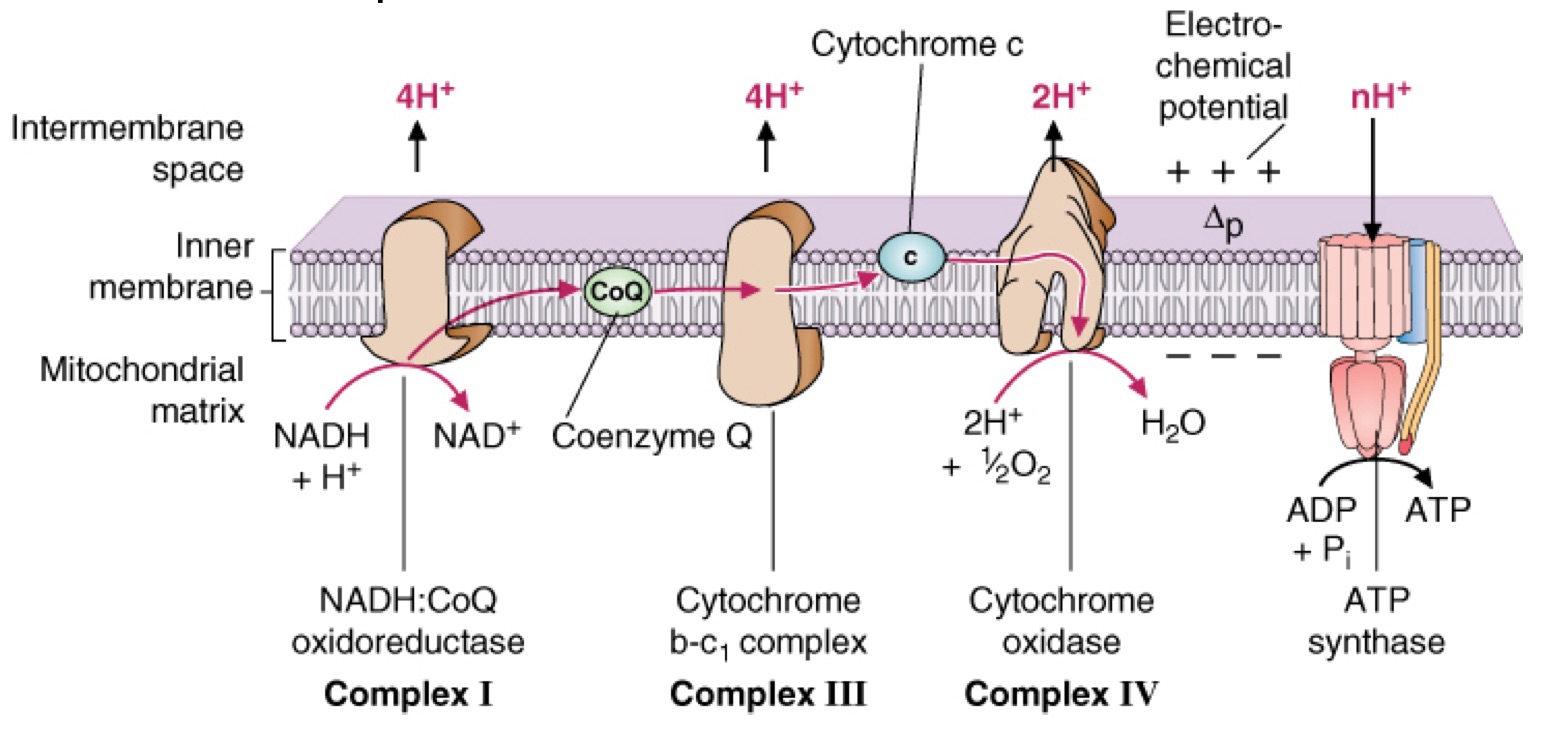 Electro-
chemical
potential
Cytochrome c
4H⁺
4H⁺
2H⁺
nH⁺
Intermembrane
space
+ + +
Δp
Inner
membrane
c
CoQ
– – –
Mitochondrial
matrix
NADH
+ H⁺
NAD⁺
Coenzyme Q
2H⁺
+ ½O₂
H₂O
ADP
+ Pᵢ
ATP
NADH:CoQ
oxidoreductase
Complex I
Cytochrome
b-c₁ complex
Complex III
Cytochrome
oxidase
Complex IV
ATP
synthase